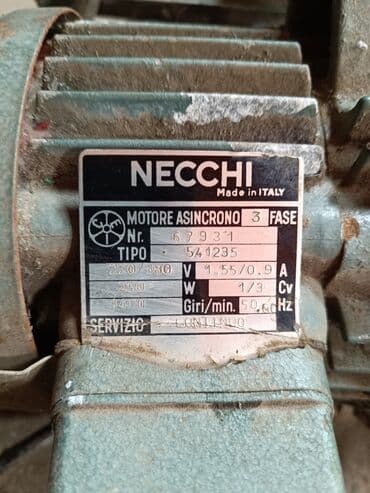 NECCHI
Made in ITALY
MOTORE ASINCRONO 3 FASE
Nr. 67931
TIPO 541235
220/380 V 1.55/0.9 A
W 1/3 Cv
Giri/min. 50 Hz
SERVIZIO CONTINUO